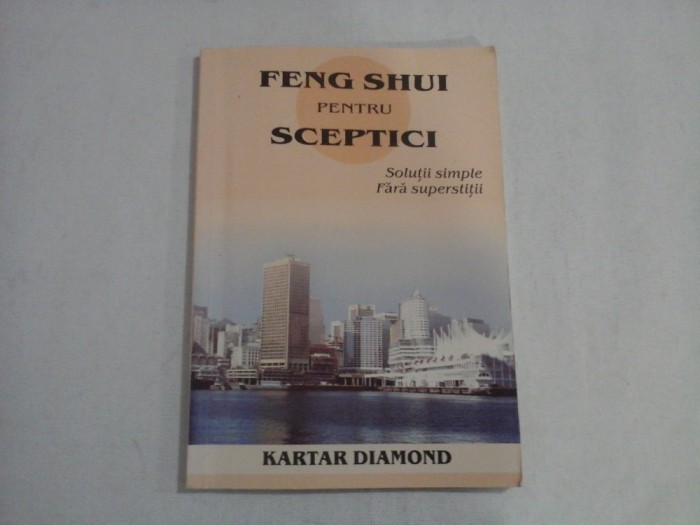 FENG SHUI
PENTRU
SCEPTICI
Soluții simple
Fără superstiții
KARTAR DIAMOND